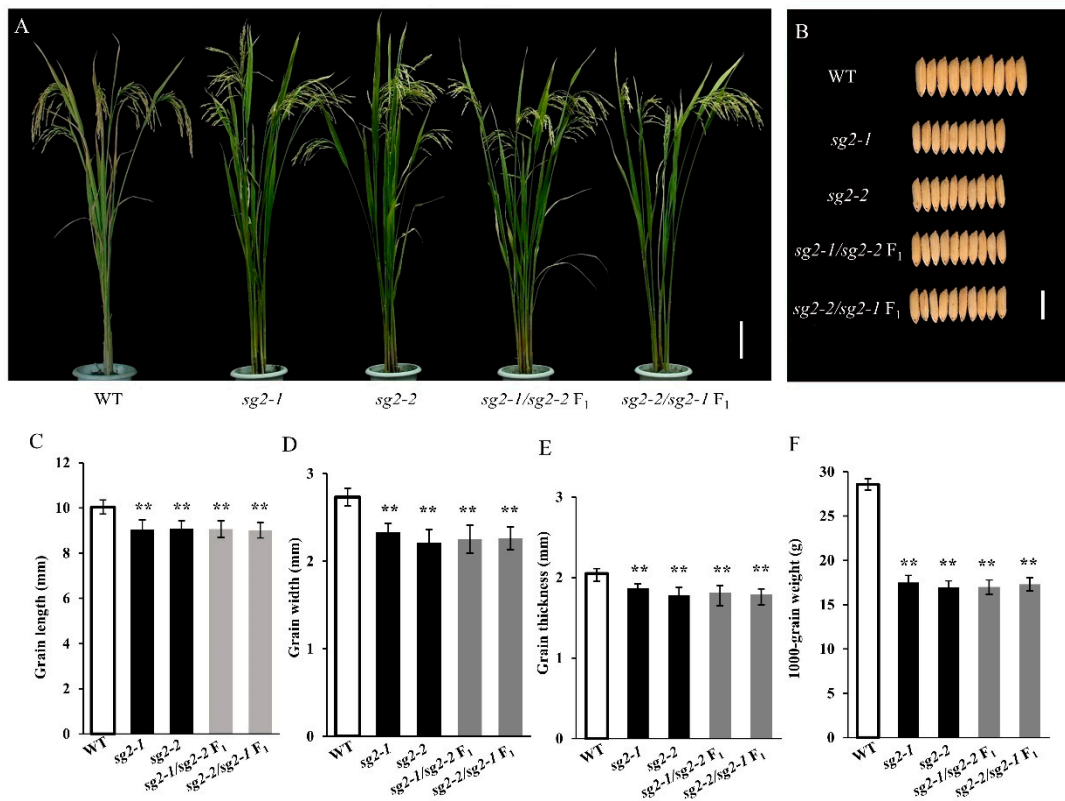 A
WT
sg2-1
sg2-2
sg2-1/sg2-2 F1
sg2-2/sg2-1 F1
B
WT
sg2-1
sg2-2
sg2-1/sg2-2 F1
sg2-2/sg2-1 F1
C
12
10
8
6
4
2
0
Grain length (mm)
** ** ** **
WT
sg2-1
sg2-2
sg2-1/sg2-2 F1
sg2-2/sg2-1 F1
D
3
2
1
0
Grain width (mm)
** ** ** **
WT
sg2-1
sg2-2
sg2-1/sg2-2 F1
sg2-2/sg2-1 F1
E
3
2
1
0
Grain thickness (mm)
** ** ** **
WT
sg2-1
sg2-2
sg2-1/sg2-2 F1
sg2-2/sg2-1 F1
F
30
25
20
15
10
5
0
1000-grain weight (g)
** ** ** **
WT
sg2-1
sg2-2
sg2-1/sg2-2 F1
sg2-2/sg2-1 F1